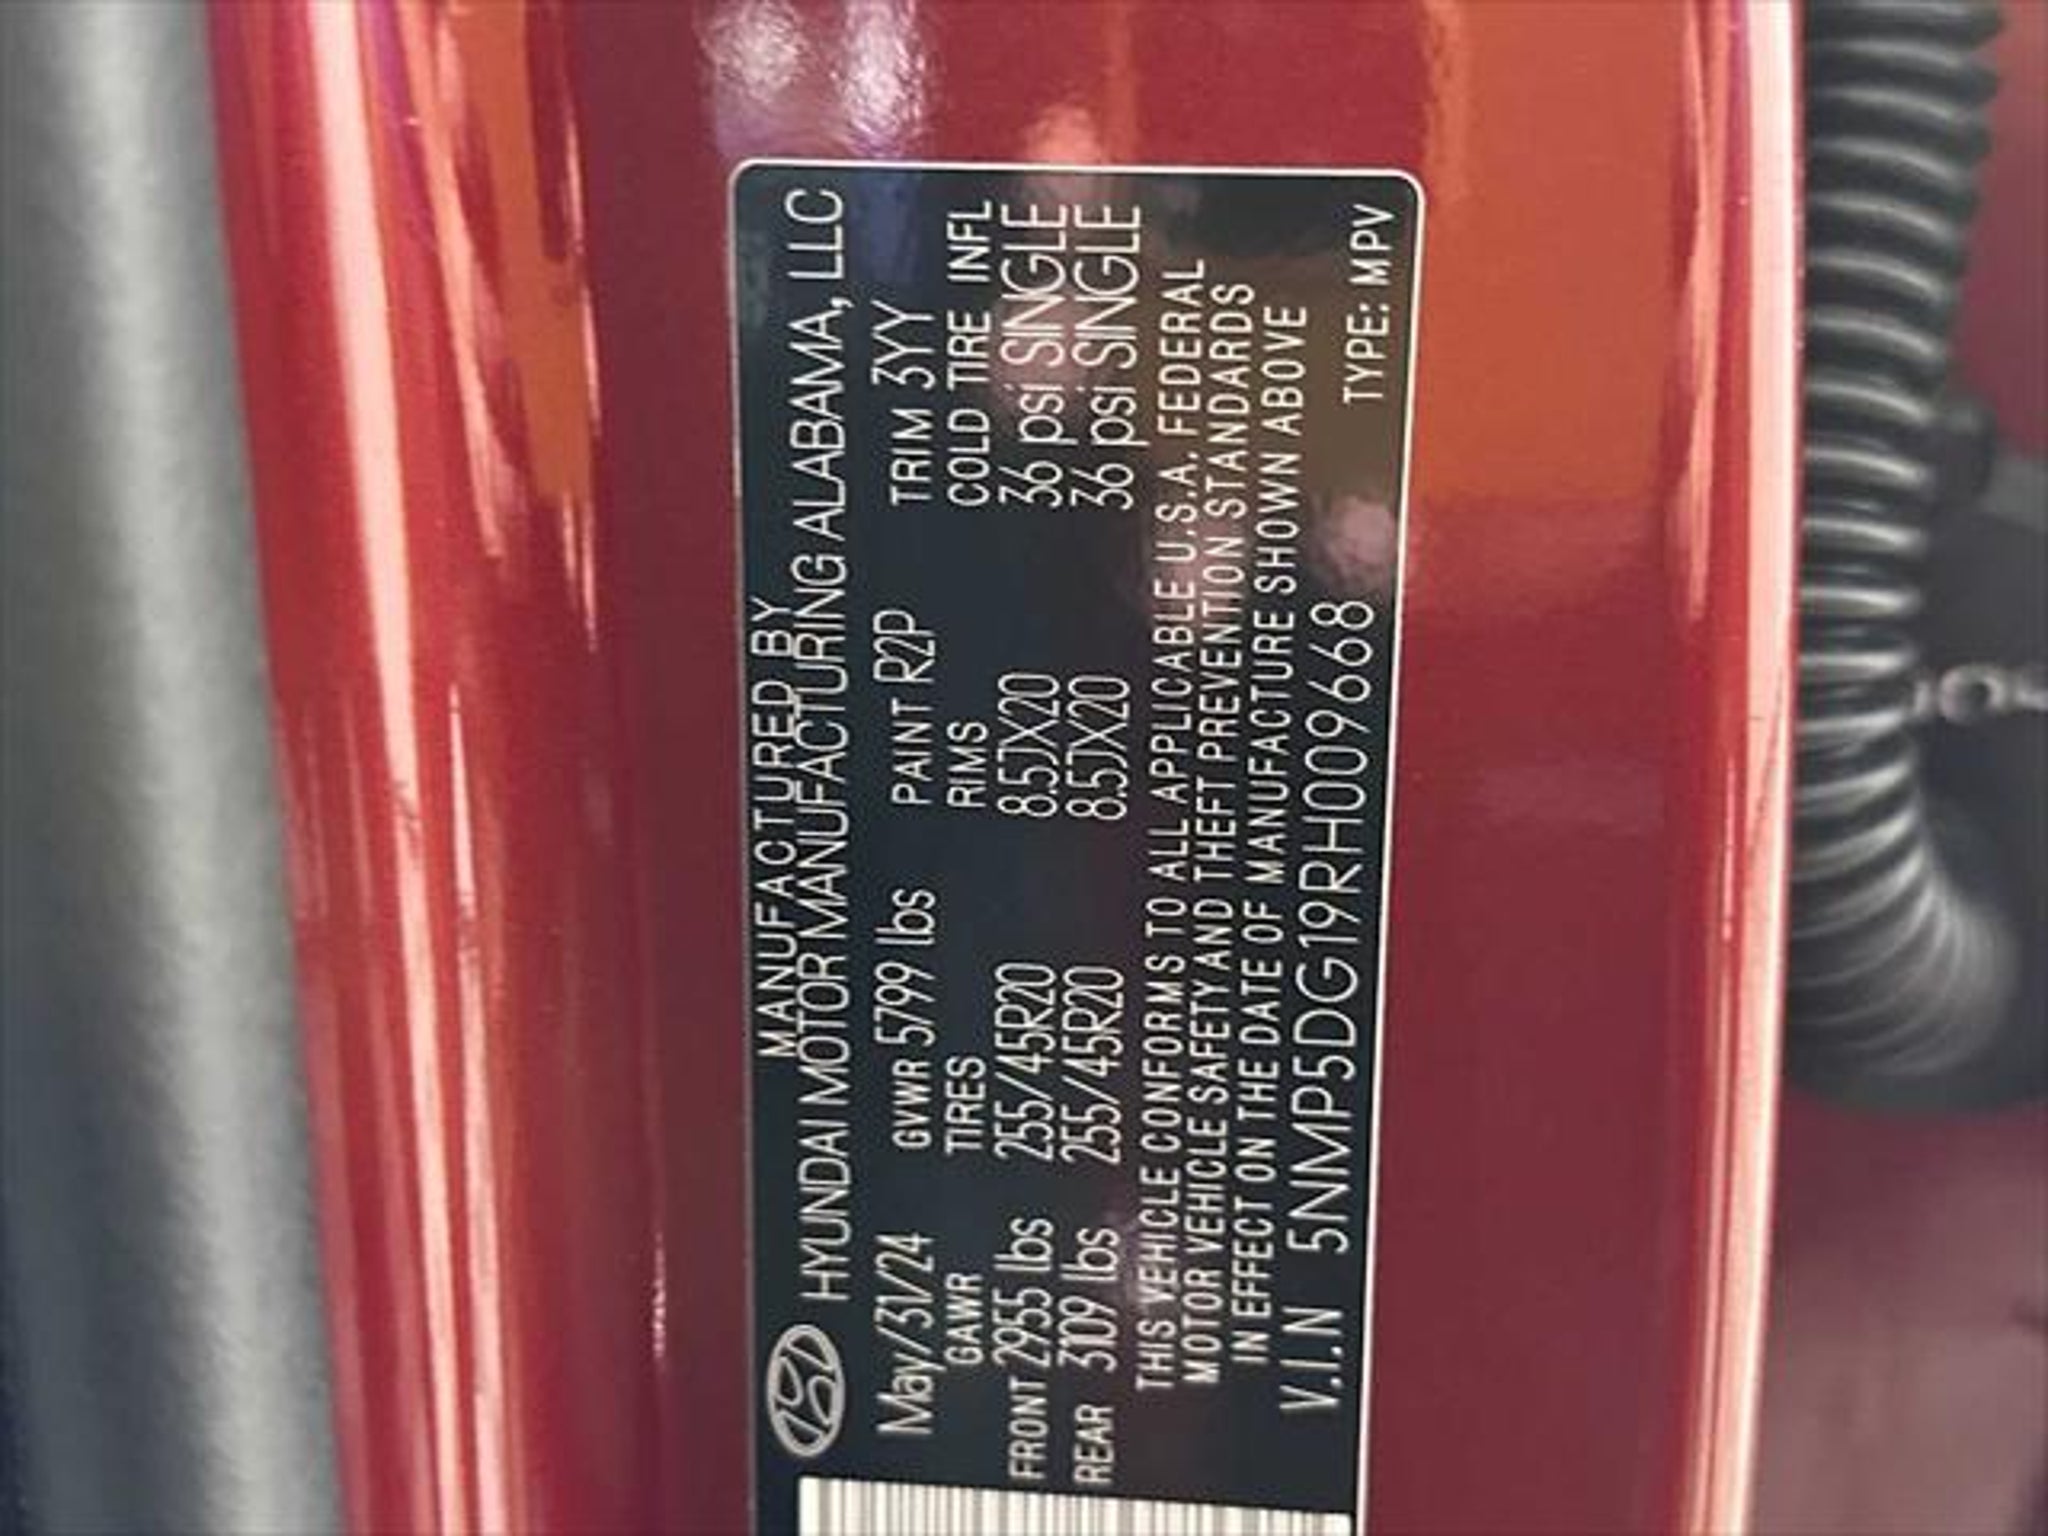 MANUFACTURED BY
HYUNDAI MOTOR MANUFACTURING ALABAMA, LLC
May/31/24 GVWR 5799 lbs PAINT R2P TRIM 3YY
GAWR TIRES RIMS COLD TIRE INFL
FRONT 2955 lbs 255/45R20 8.5JX20 36 psi SINGLE
REAR 3109 lbs 255/45R20 8.5JX20 36 psi SINGLE
THIS VEHICLE CONFORMS TO ALL APPLICABLE U.S.A. FEDERAL
MOTOR VEHICLE SAFETY AND THEFT PREVENTION STANDARDS
IN EFFECT ON THE DATE OF MANUFACTURE SHOWN ABOVE
V.I.N 5NMP5DG19RH009668 TYPE: MPV